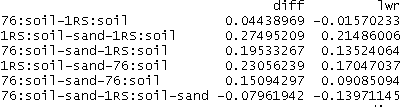 diff lwr
76:soil-1RS:soil 0.04438969 -0.01570233
1RS:soil-sand-1RS:soil 0.27495209 0.21486006
76:soil-sand-1RS:soil 0.19533267 0.13524064
1RS:soil-sand-76:soil 0.23056239 0.17047037
76:soil-sand-76:soil 0.15094297 0.09085094
76:soil-sand-1RS:soil-sand -0.07961942 -0.13971145